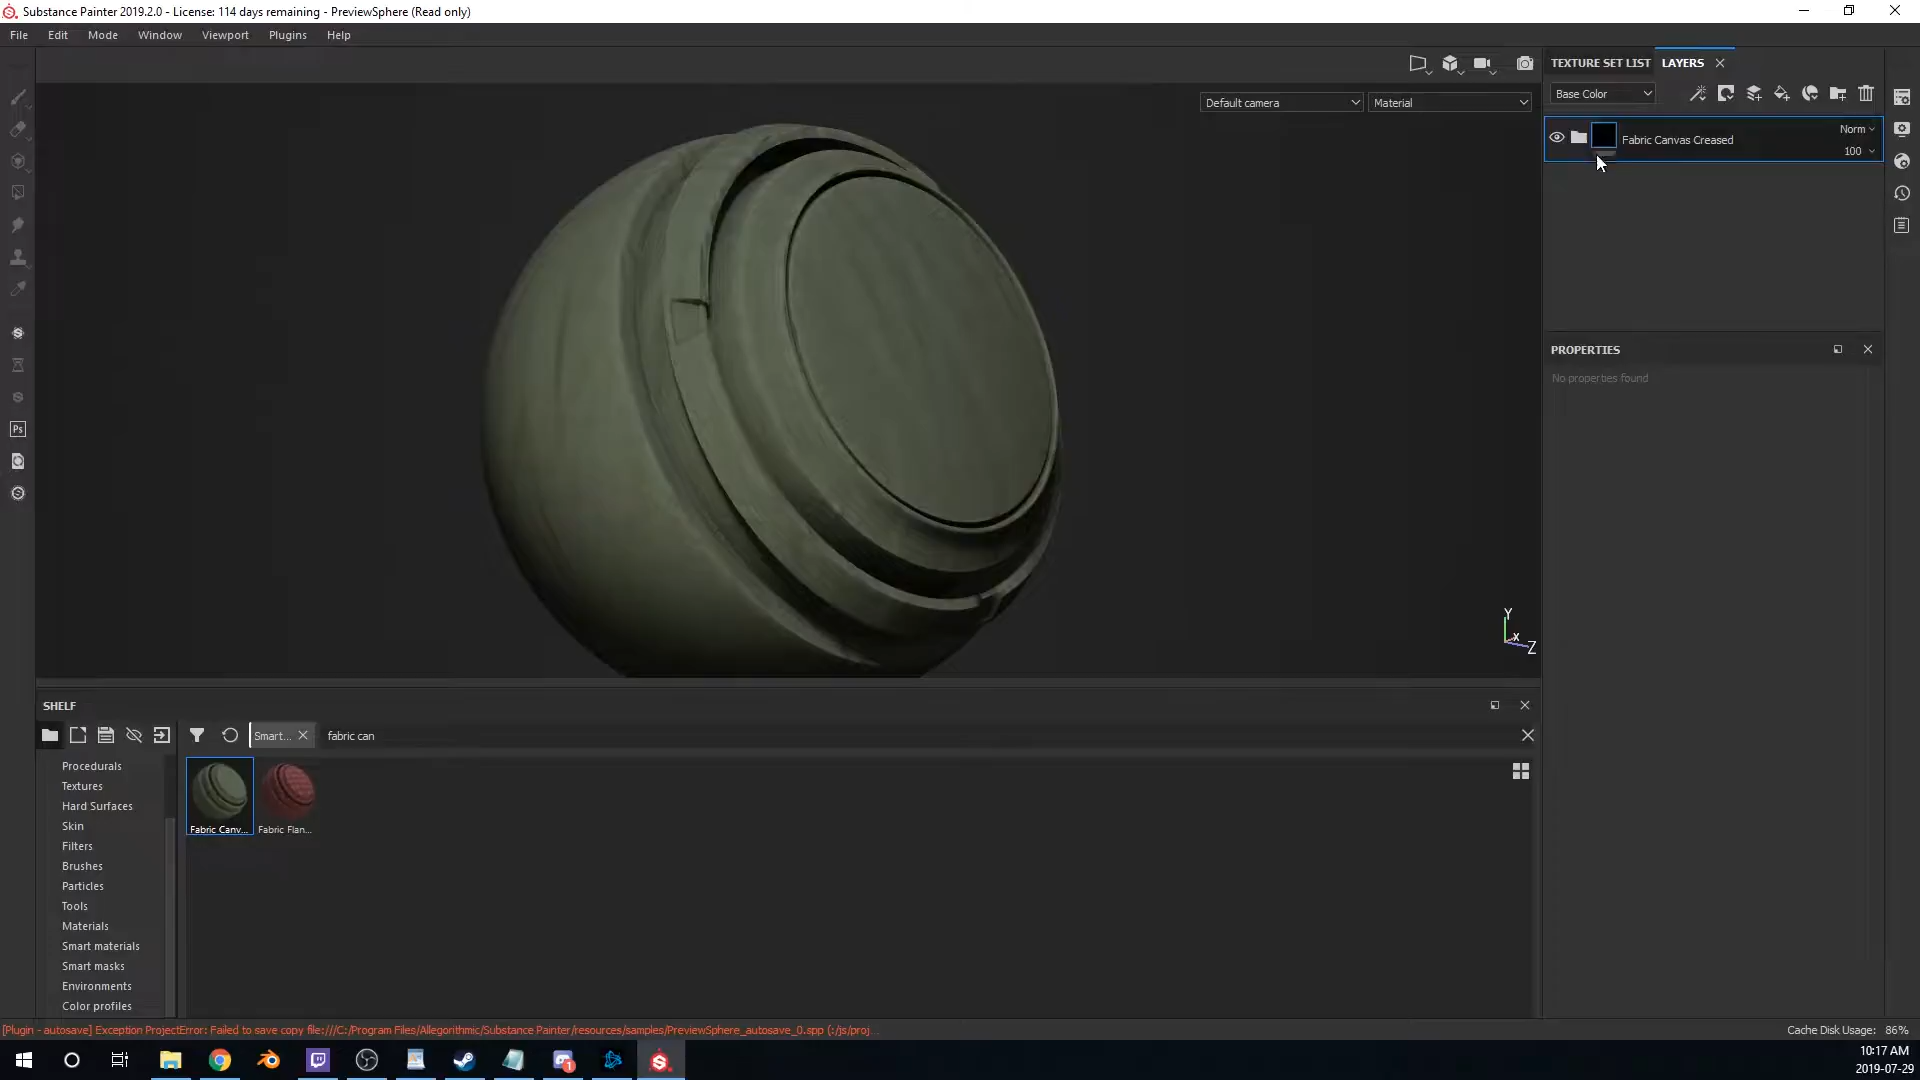 Substance Painter 2019.2.0 - License: 114 days remaining - PreviewSphere (Read only)
File Edit Mode Window Viewport Plugins Help
TEXTURE SET LIST LAYERS
Default camera Material
Base Color
Fabric Canvas Creased
Norm
100
PROPERTIES
No properties found
Ps
Y
X
Z
SHELF
Smart... fabric can
Procedurals
Textures
Hard Surfaces
Skin
Filters
Brushes
Particles
Tools
Materials
Smart materials
Smart masks
Environments
Color profiles
Fabric Canv... Fabric Flan...
[Plugin - autosave] Exception ProjectError: Failed to save copy file:///C:/Program Files/Allegorithmic/Substance Painter/resources/samples/PreviewSphere_autosave_0.spp (:/js/proj...
Cache Disk Usage: 86%
1
10:17 AM
2019-07-29